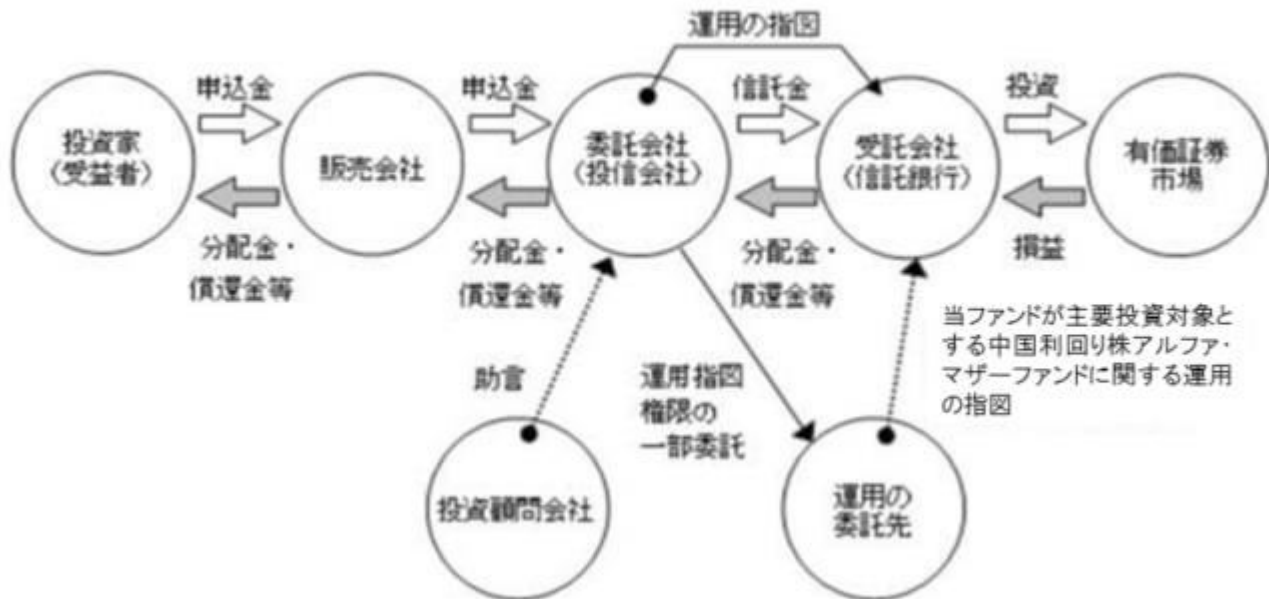 運用の指図
申込金
申込金
信託金
投資
投資家
〈受益者〉
販売会社
委託会社
〈投信会社〉
受託会社
〈信託銀行〉
有価証券
市場
分配金・
償還金等
分配金・
償還金等
分配金・
償還金等
損益
当ファンドが主要投資対象と
する中国利回り株アルファ・
マザーファンドに関する運用
の指図
助言
運用指図
権限の
一部委託
投資顧問会社
運用の
委託先